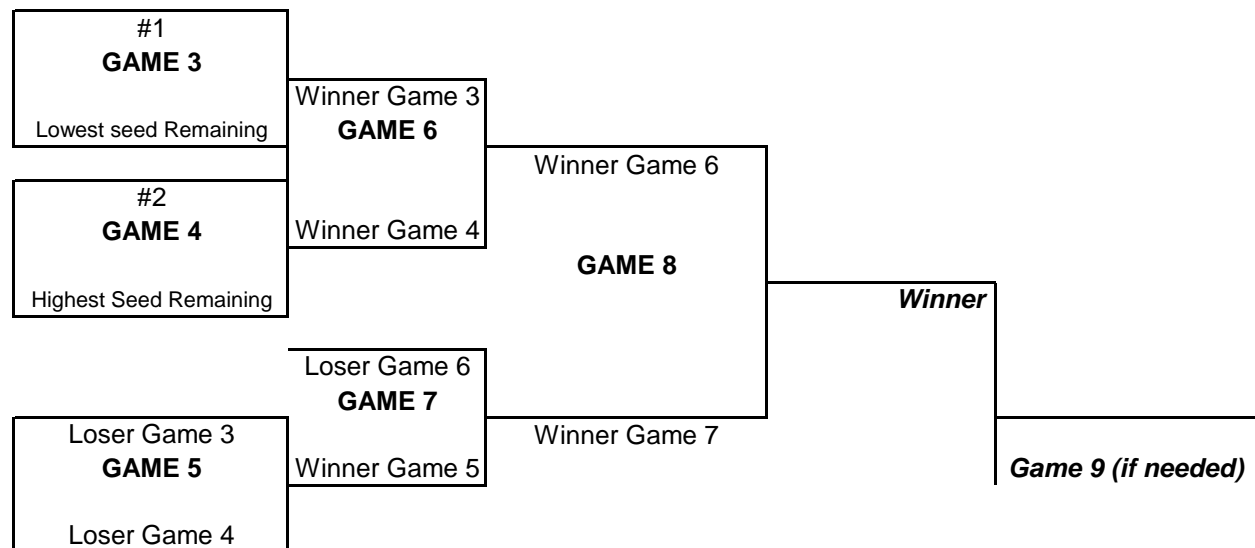 #1
GAME 3
Lowest seed Remaining
#2
GAME 4
Highest Seed Remaining
Winner Game 3
GAME 6
Winner Game 4
Winner Game 6
GAME 8
Winner
Loser Game 6
GAME 7
Winner Game 5
Winner Game 7
Loser Game 3
GAME 5
Loser Game 4
Game 9 (if needed)